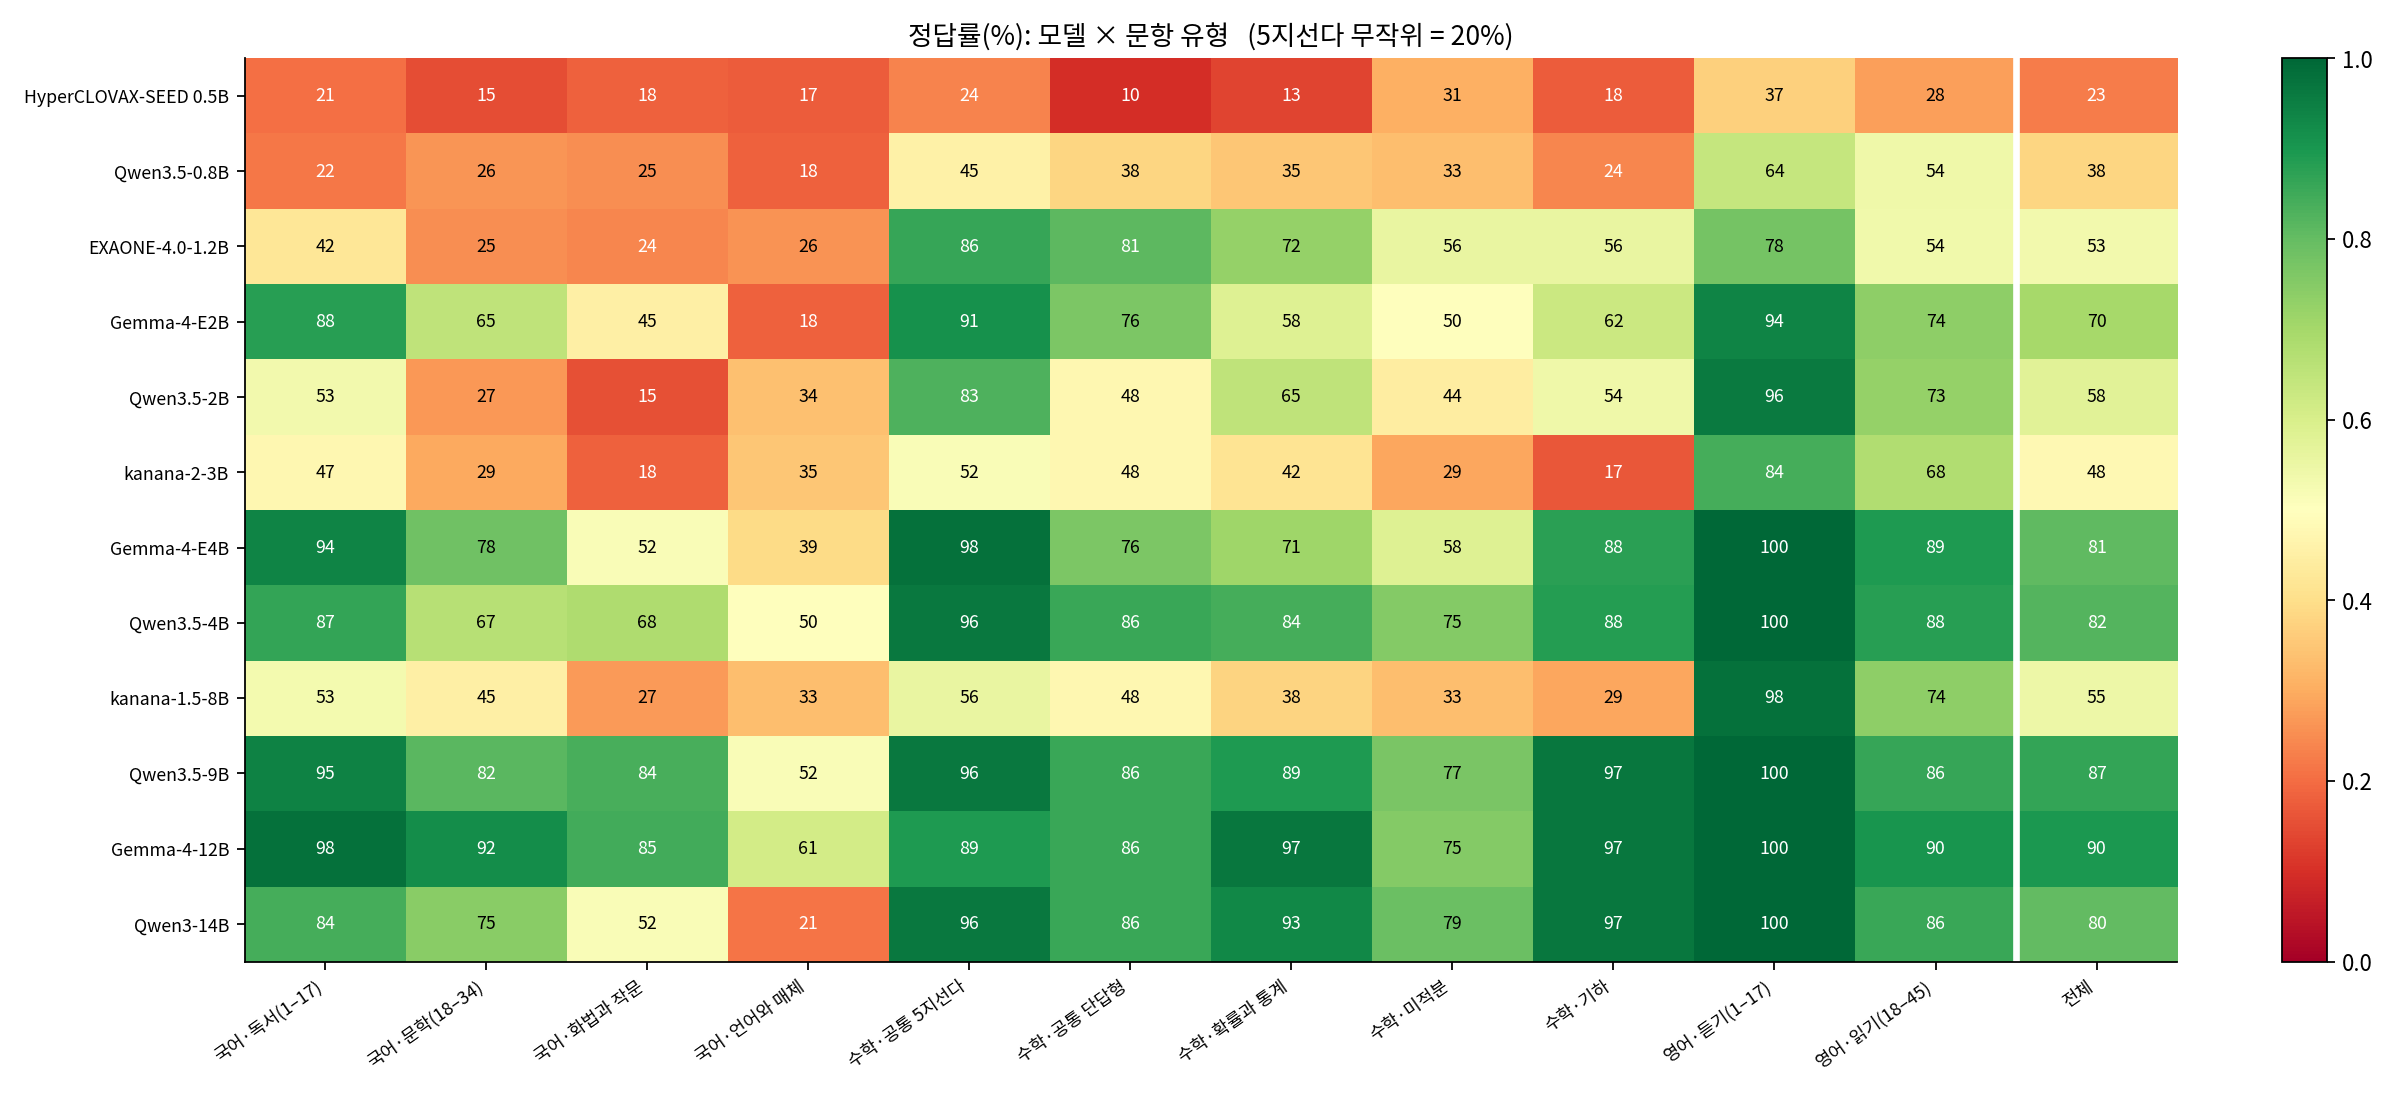 정답률(%): 모델 × 문항 유형 (5지선다 무작위 = 20%)
HyperCLOVAX-SEED 0.5B 21 15 18 17 24 10 13 31 18 37 28 23
Qwen3.5-0.8B 22 26 25 18 45 38 35 33 24 64 54 38
EXAONE-4.0-1.2B 42 25 24 26 86 81 72 56 56 78 54 53
Gemma-4-E2B 88 65 45 18 91 76 58 50 62 94 74 70
Qwen3.5-2B 53 27 15 34 83 48 65 44 54 96 73 58
kanana-2-3B 47 29 18 35 52 48 42 29 17 84 68 48
Gemma-4-E4B 94 78 52 39 98 76 71 58 88 100 89 81
Qwen3.5-4B 87 67 68 50 96 86 84 75 88 100 88 82
kanana-1.5-8B 53 45 27 33 56 48 38 33 29 98 74 55
Qwen3.5-9B 95 82 84 52 96 86 89 77 97 100 86 87
Gemma-4-12B 98 92 85 61 89 86 97 75 97 100 90 90
Qwen3-14B 84 75 52 21 96 86 93 79 97 100 86 80
국어·독서(1–17)
국어·문학(18–34)
국어·화법과 작문
국어·언어와 매체
수학·공통 5지선다
수학·공통 단답형
수학·확률과 통계
수학·미적분
수학·기하
영어·듣기(1–17)
영어·읽기(18–45)
전체
1.0
0.8
0.6
0.4
0.2
0.0